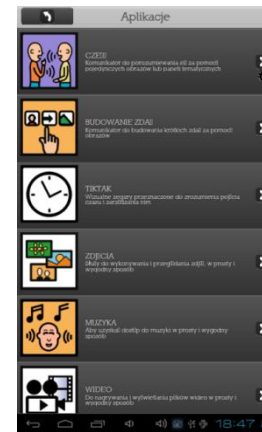 Aplikacje
CZEŚĆ
Komunikator do porozumiewania się za pomocą
pojedynczych obrazów lub paneli tematycznych
BUDOWANIE ZDAŃ
Komunikator do budowania krótkich zdań za pomocą
obrazów
TIKTAK
Wizualne zegary przeznaczone do zrozumienia pojęcia
czasu i zarządzania nim
ZDJĘCIA
Służy do wykonywania i przeglądania zdjęć, w prosty i
wygodny sposób
MUZYKA
Aby uzyskać dostęp do muzyki w prosty i wygodny
sposób
WIDEO
Do nagrywania i wyświetlania plików wideo w prosty i
wygodny sposób
18:47